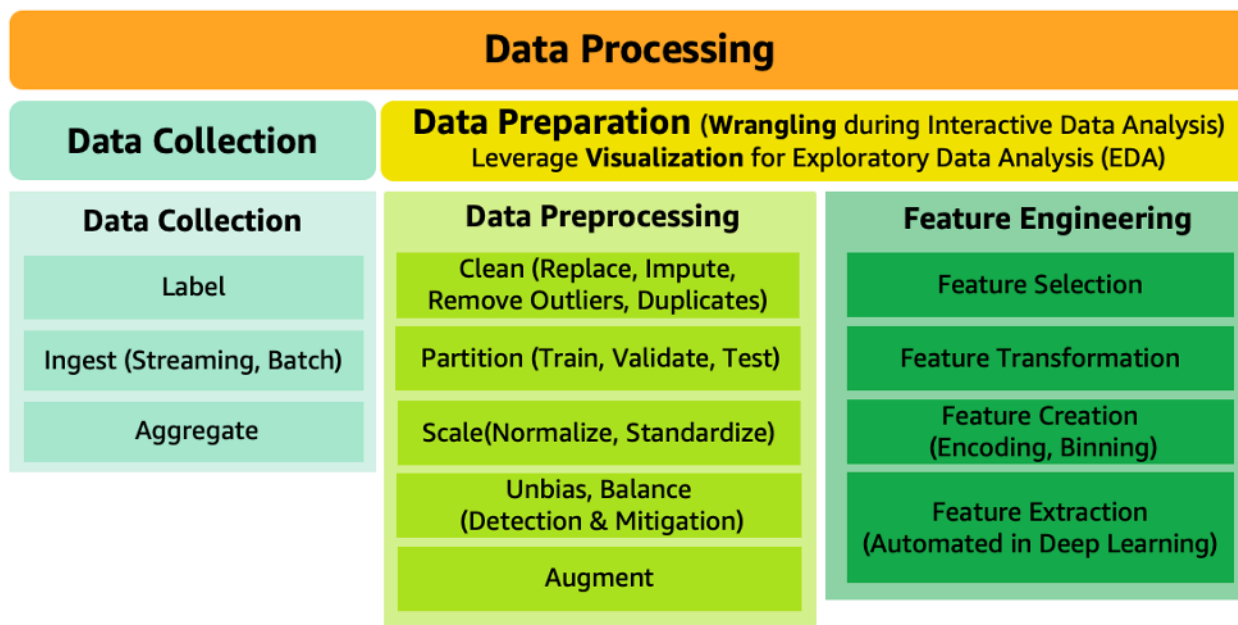 Data Processing
Data Collection
Data Preparation (Wrangling during Interactive Data Analysis)
Leverage Visualization for Exploratory Data Analysis (EDA)
Data Collection
Label
Ingest (Streaming, Batch)
Aggregate
Data Preprocessing
Clean (Replace, Impute,
Remove Outliers, Duplicates)
Partition (Train, Validate, Test)
Scale(Normalize, Standardize)
Unbias, Balance
(Detection & Mitigation)
Augment
Feature Engineering
Feature Selection
Feature Transformation
Feature Creation
(Encoding, Binning)
Feature Extraction
(Automated in Deep Learning)